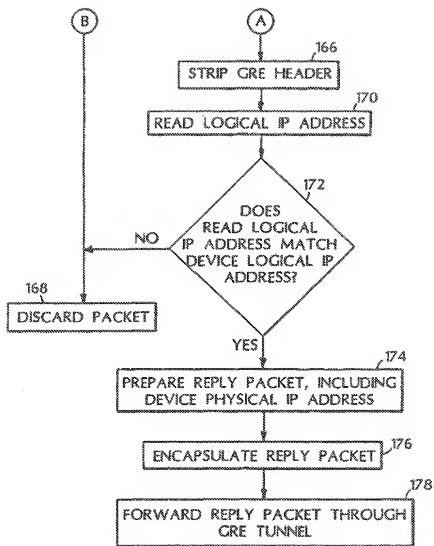 B
A
166
STRIP GRE HEADER
170
READ LOGICAL IP ADDRESS
172
DOES
READ LOGICAL
IP ADDRESS MATCH
DEVICE LOGICAL IP
ADDRESS?
NO
168
DISCARD PACKET
YES
174
PREPARE REPLY PACKET, INCLUDING
DEVICE PHYSICAL IP ADDRESS
176
ENCAPSULATE REPLY PACKET
178
FORWARD REPLY PACKET THROUGH
GRE TUNNEL